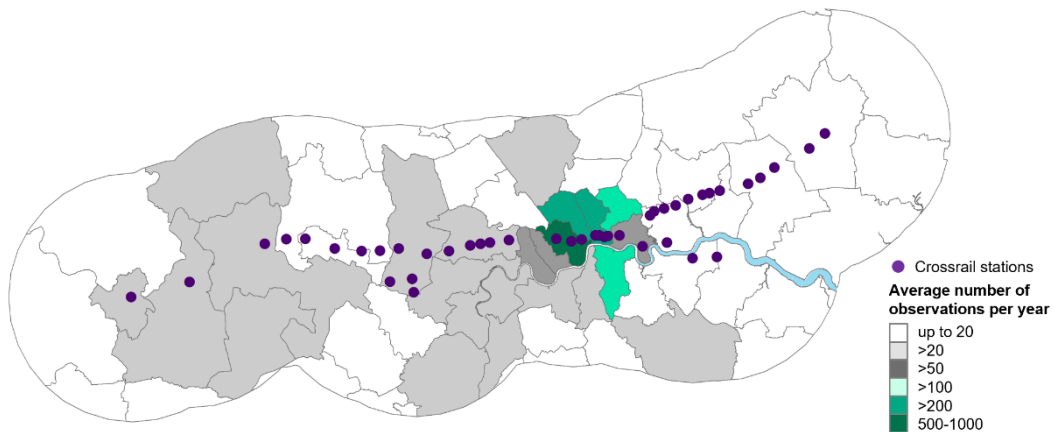 Crossrail stations
Average number of
observations per year
up to 20
>20
>50
>100
>200
500-1000